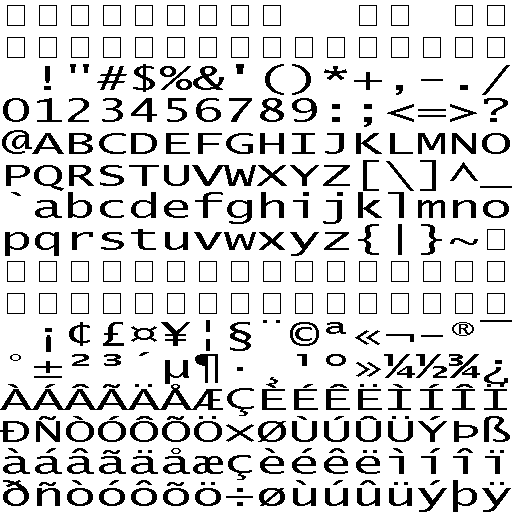 !"#$%&'()*+,-./
0123456789:;<=>?
@ABCDEFGHIJKLMNO
PQRSTUVWXYZ[\]^_
`abcdefghijklmno
pqrstuvwxyz{|}~
¡¢£¤¥¦§¨©ª«¬-®¯
°±²³´µ¶·¸¹º»¼½¾¿
ÀÁÂÃÄÅÆÇÈÉÊËÌÍÎÏ
ÐÑÒÓÔÕÖ×ØÙÚÛÜÝÞß
àáâãäåæçèéêëìíîï
ðñòóôõö÷øùúûüýþÿ